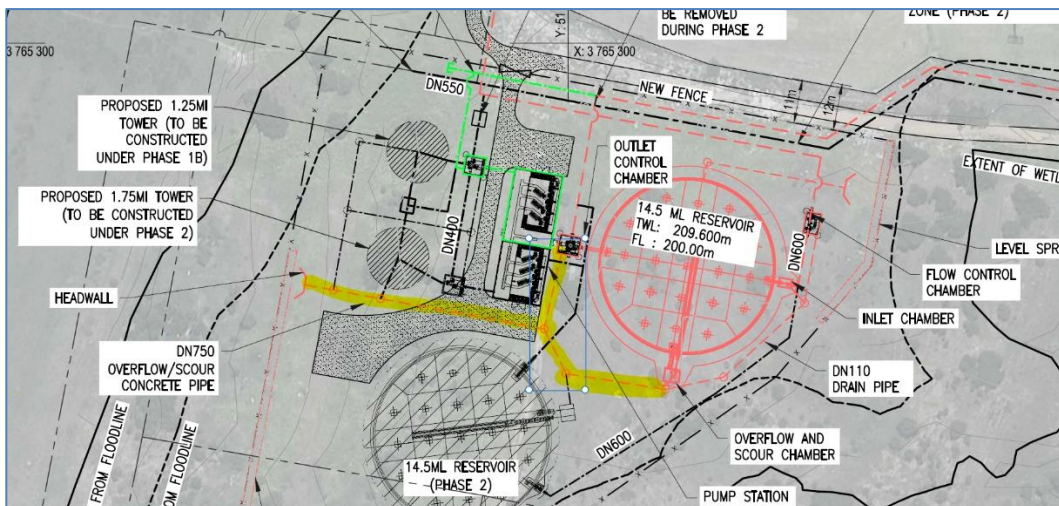 3 765 300
Y: 51
X: 3 765 300
BE REMOVED
DURING PHASE 2
ZONE (PHASE 2)
DN550
NEW FENCE
11m
12m
PROPOSED 1.25Ml
TOWER (TO BE
CONSTRUCTED
UNDER PHASE 1B)
OUTLET
CONTROL
CHAMBER
EXTENT OF WETL
PROPOSED 1.75Ml TOWER
(TO BE CONSTRUCTED
UNDER PHASE 2)
DN400
14.5 ML RESERVOIR
TWL: 209.600m
FL : 200.00m
DN600
LEVEL SPR
FLOW CONTROL
CHAMBER
HEADWALL
INLET CHAMBER
DN750
OVERFLOW/SCOUR
CONCRETE PIPE
DN110
DRAIN PIPE
FROM FLOODLINE
OM FLOODLINE
DN600
OVERFLOW AND
SCOUR CHAMBER
14.5ML RESERVOIR
(PHASE 2)
PUMP STATION